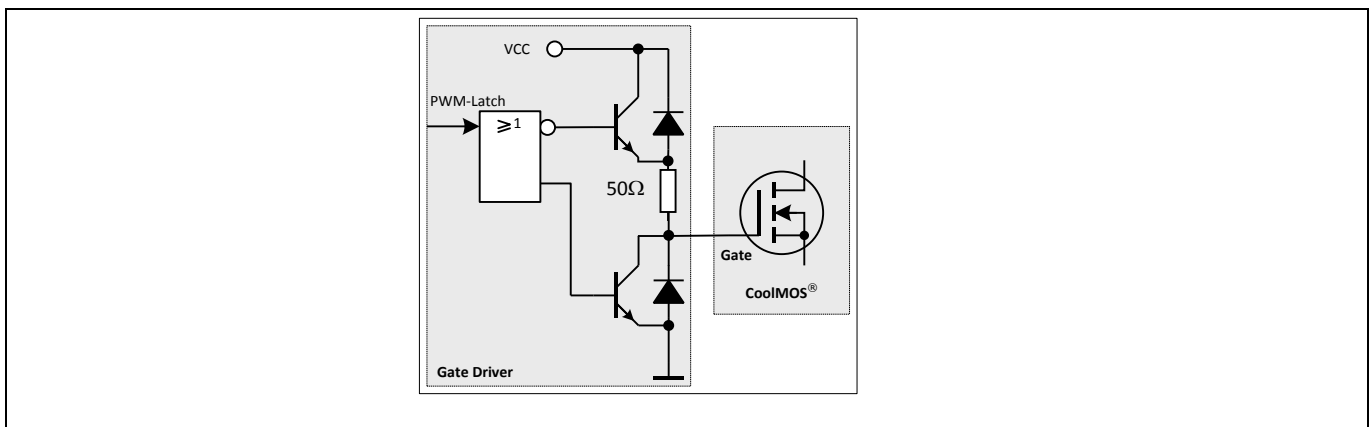 VCC
PWM-Latch
⩾1
50Ω
Gate
CoolMOS®
Gate Driver